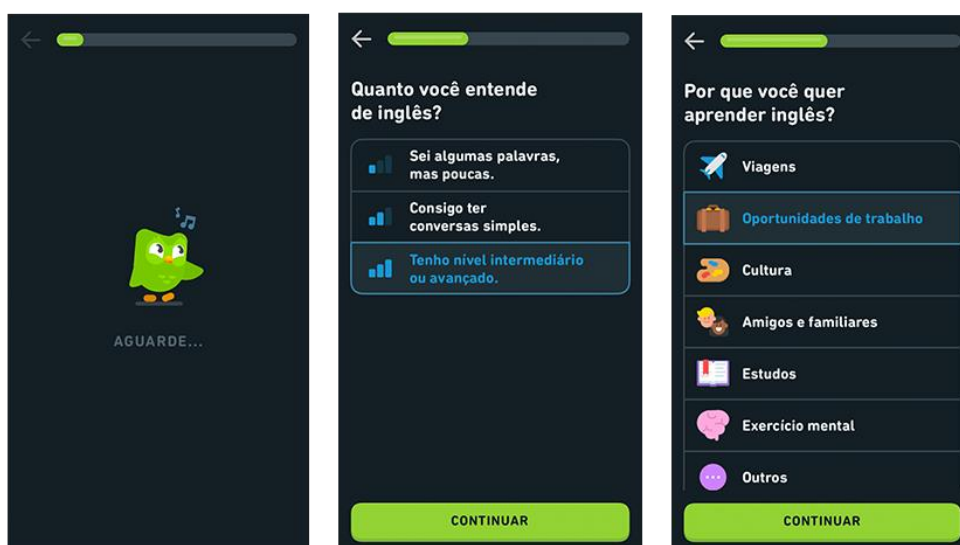 AGUARDE...
Quanto você entende
de inglês?
Sei algumas palavras,
mas poucas.
Consigo ter
conversas simples.
Tenho nível intermediário
ou avançado.
CONTINUAR
Por que você quer
aprender inglês?
Viagens
Oportunidades de trabalho
Cultura
Amigos e familiares
Estudos
Exercício mental
Outros
CONTINUAR